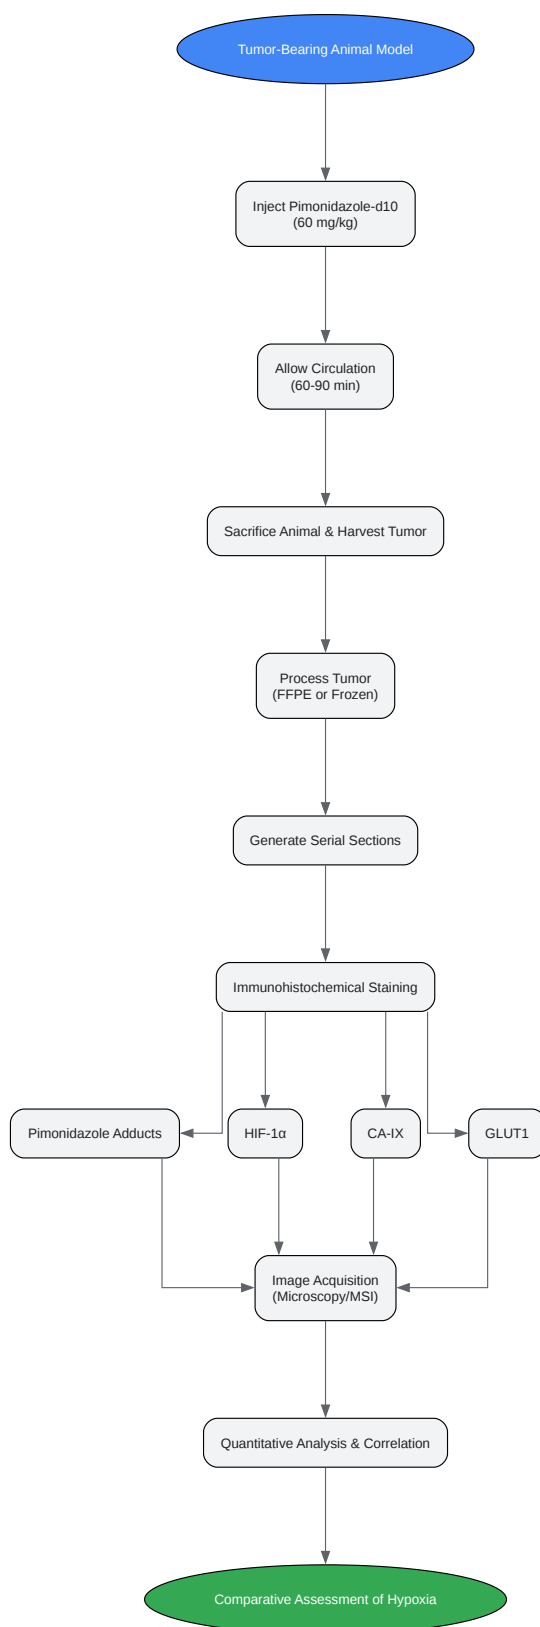 Tumor-Bearing Animal Model
Inject Pimonidazole-d10
(60 mg/kg)
Allow Circulation
(60-90 min)
Sacrifice Animal & Harvest Tumor
Process Tumor
(FFPE or Frozen)
Generate Serial Sections
Immunohistochemical Staining
Pimonidazole Adducts
HIF-1α
CA-IX
GLUT1
Image Acquisition
(Microscopy/MSI)
Quantitative Analysis & Correlation
Comparative Assessment of Hypoxia